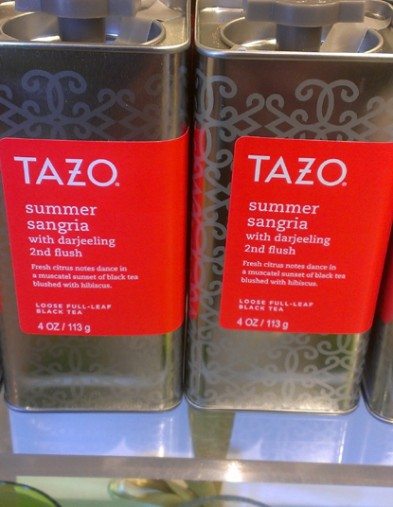 TAZO®
summer
sangria
with darjeeling
2nd flush
Fresh citrus notes dance in
a muscatel sunset of black tea
blushed with hibiscus.
LOOSE FULL-LEAF
BLACK TEA
4 OZ / 113 g
TAZO®
summer
sangria
with darjeeling
2nd flush
Fresh citrus notes dance in
a muscatel sunset of black tea
blushed with hibiscus.
LOOSE FULL-LEAF
BLACK TEA
4 OZ / 113 g